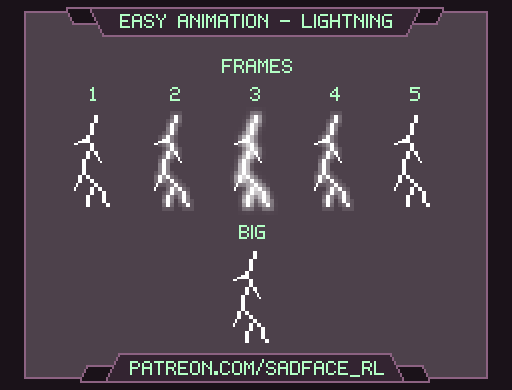 EASY ANIMATION - LIGHTNING
FRAMES
1 2 3 4 5
BIG
PATREON.COM/SADFACE_RL